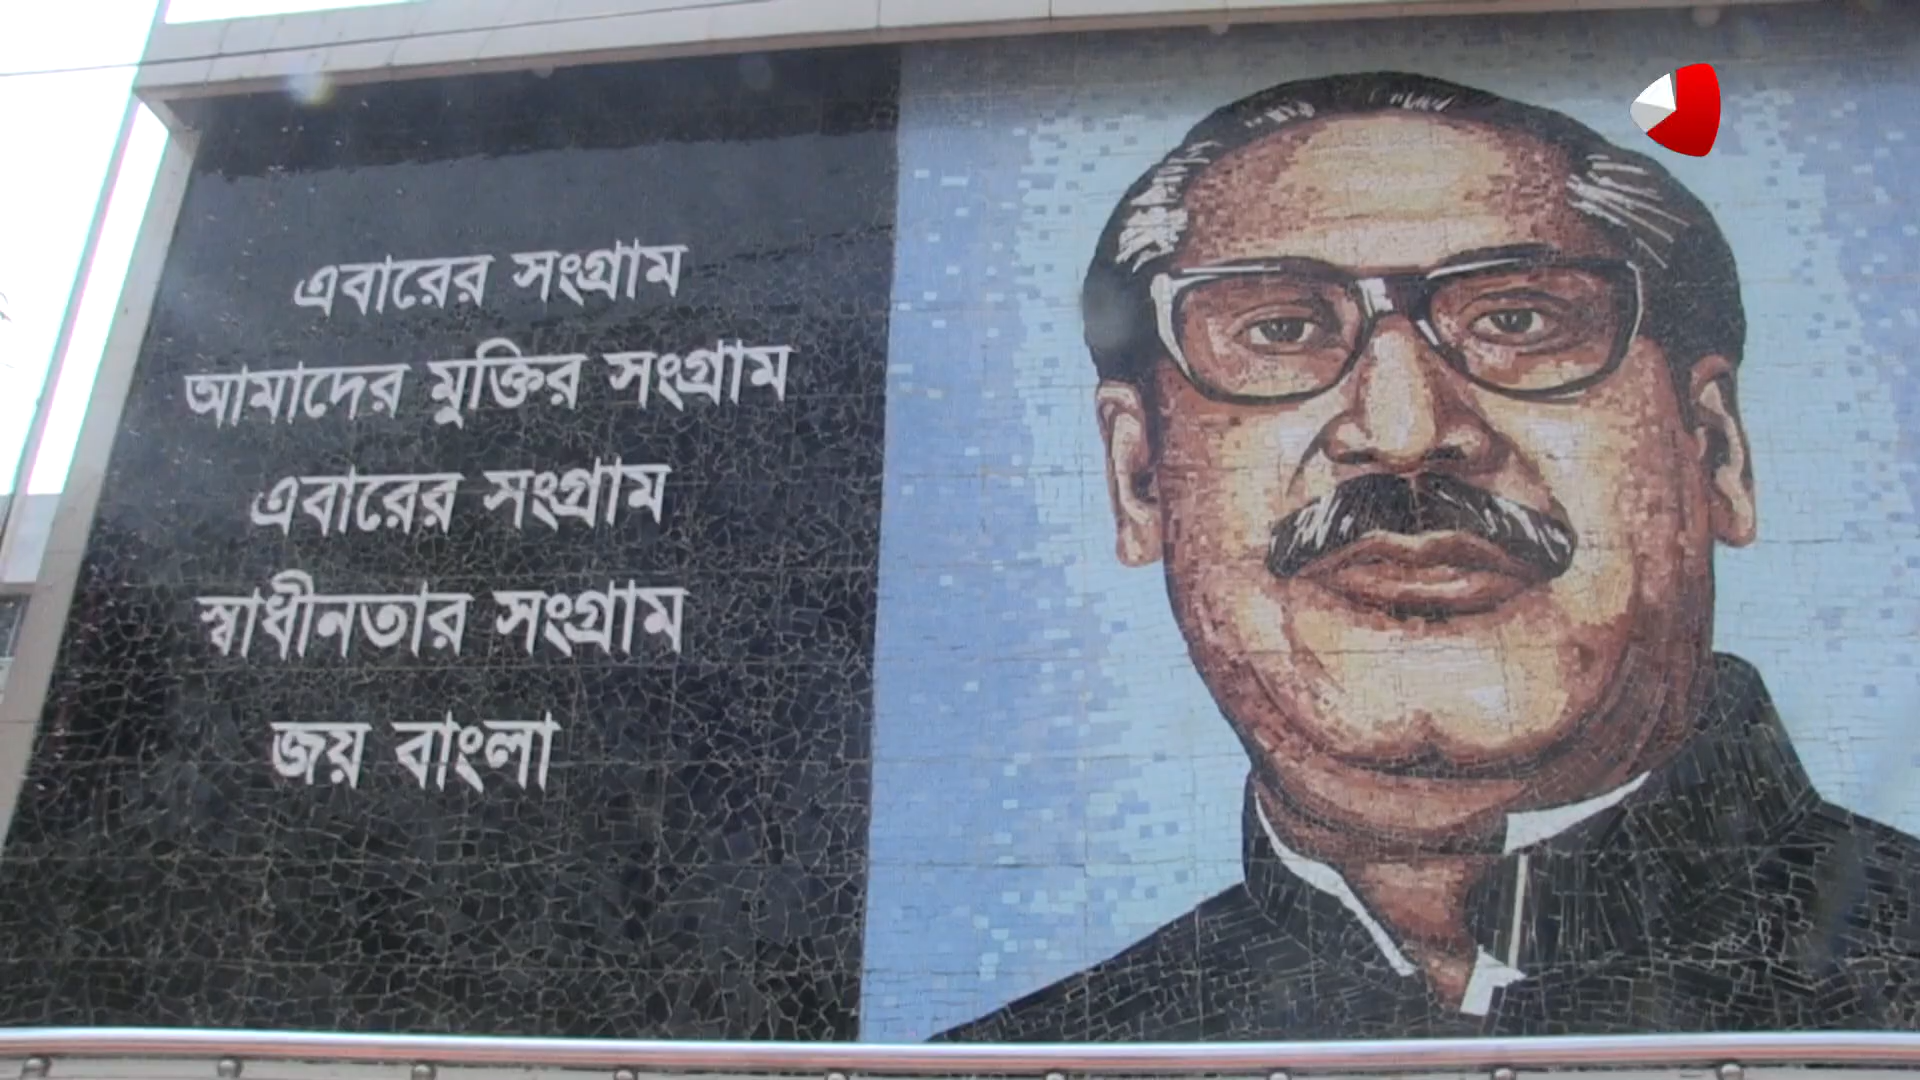 এবারের সংগ্রাম
আমাদের মুক্তির সংগ্রাম
এবারের সংগ্রাম
স্বাধীনতার সংগ্রাম
জয় বাংলা